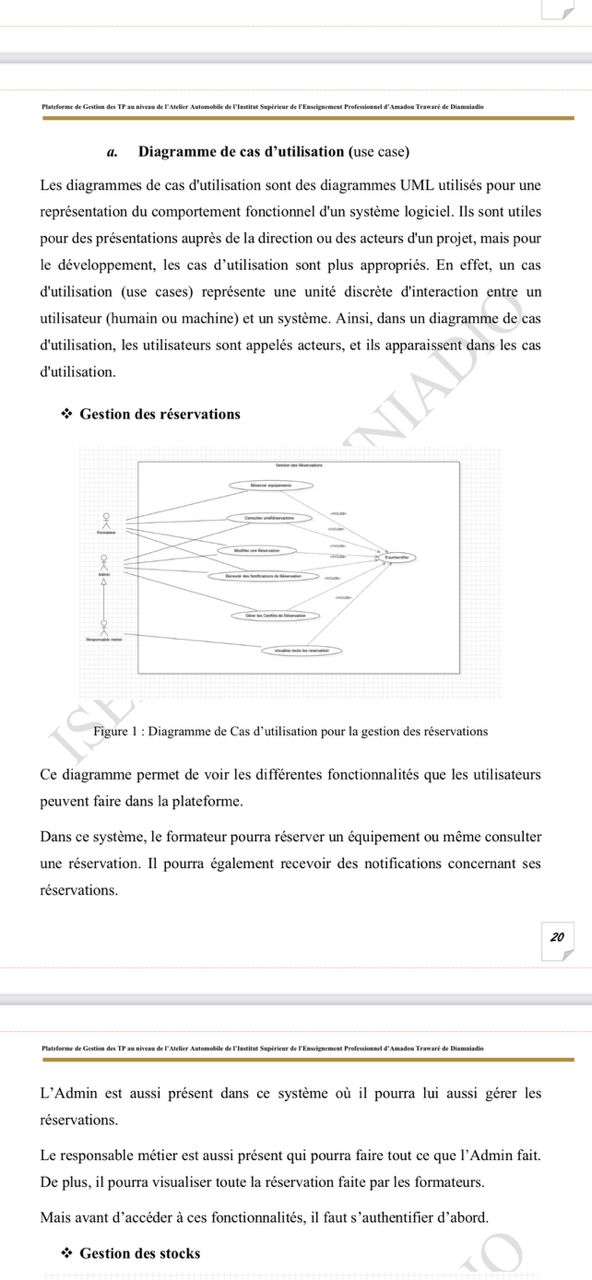 Plateforme de Gestion des TP au niveau de l'Atelier Automobile de l'Institut Supérieur de l'Enseignement Professionnel d'Amadou Trawaré de Diamniadio
a. Diagramme de cas d'utilisation (use case)
Les diagrammes de cas d'utilisation sont des diagrammes UML utilisés pour une
représentation du comportement fonctionnel d'un système logiciel. Ils sont utiles
pour des présentations auprès de la direction ou des acteurs d'un projet, mais pour
le développement, les cas d'utilisation sont plus appropriés. En effet, un cas
d'utilisation (use cases) représente une unité discrète d'interaction entre un
utilisateur (humain ou machine) et un système. Ainsi, dans un diagramme de cas
d'utilisation, les utilisateurs sont appelés acteurs, et ils apparaissent dans les cas
d'utilisation.
❖ Gestion des réservations
Gestion des Réservations
Réserver equipements
Consulter uneRéservations
Modifier une Réservation
Recevoir des Notifications de Réservation
Gérer les Conflits de Réservation
Visualise touts les reservation
S'authentifier
<include>
<include>
<include>
<include>
<include>
<include>
Formateur
Admin
Responsable metier
Figure 1 : Diagramme de Cas d'utilisation pour la gestion des réservations
Ce diagramme permet de voir les différentes fonctionnalités que les utilisateurs
peuvent faire dans la plateforme.
Dans ce système, le formateur pourra réserver un équipement ou même consulter
une réservation. Il pourra également recevoir des notifications concernant ses
réservations.
20
Plateforme de Gestion des TP au niveau de l'Atelier Automobile de l'Institut Supérieur de l'Enseignement Professionnel d'Amadou Trawaré de Diamniadio
L'Admin est aussi présent dans ce système où il pourra lui aussi gérer les
réservations.
Le responsable métier est aussi présent qui pourra faire tout ce que l'Admin fait.
De plus, il pourra visualiser toute la réservation faite par les formateurs.
Mais avant d'accéder à ces fonctionnalités, il faut s'authentifier d'abord.
❖ Gestion des stocks